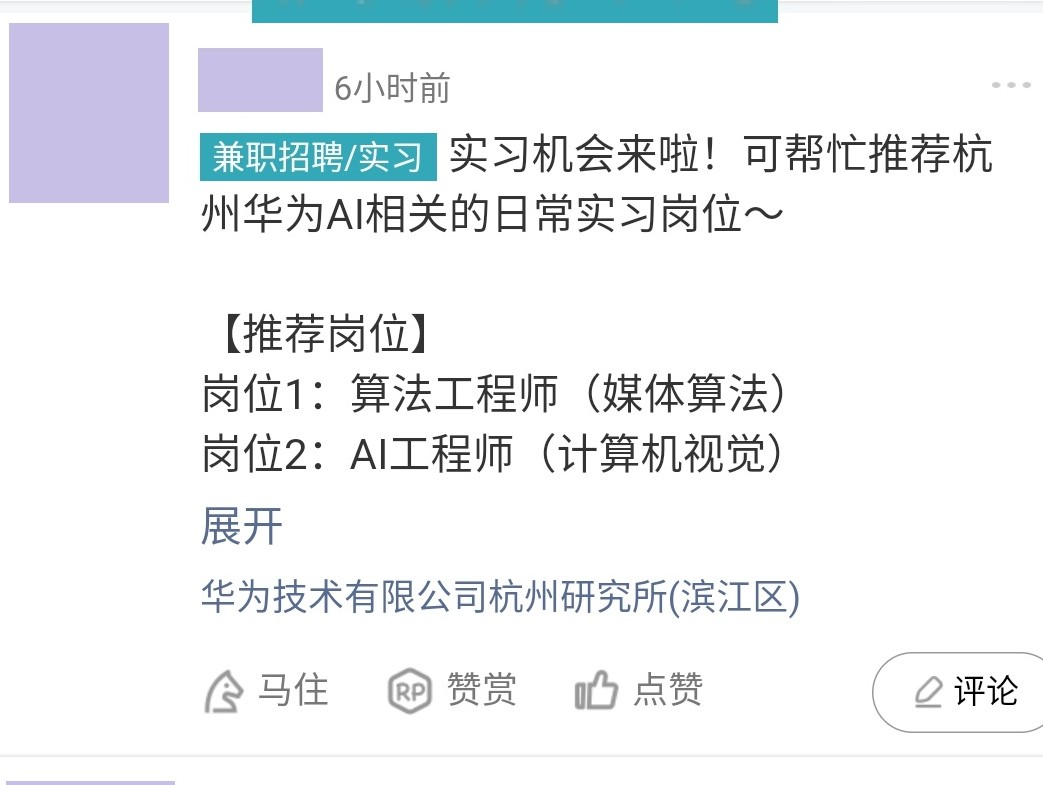 6小时前
兼职招聘/实习 实习机会来啦！可帮忙推荐杭
州华为AI相关的日常实习岗位～
【推荐岗位】
岗位1：算法工程师（媒体算法）
岗位2：AI工程师（计算机视觉）
展开
华为技术有限公司杭州研究所(滨江区)
马住 RP 赞赏 点赞 评论